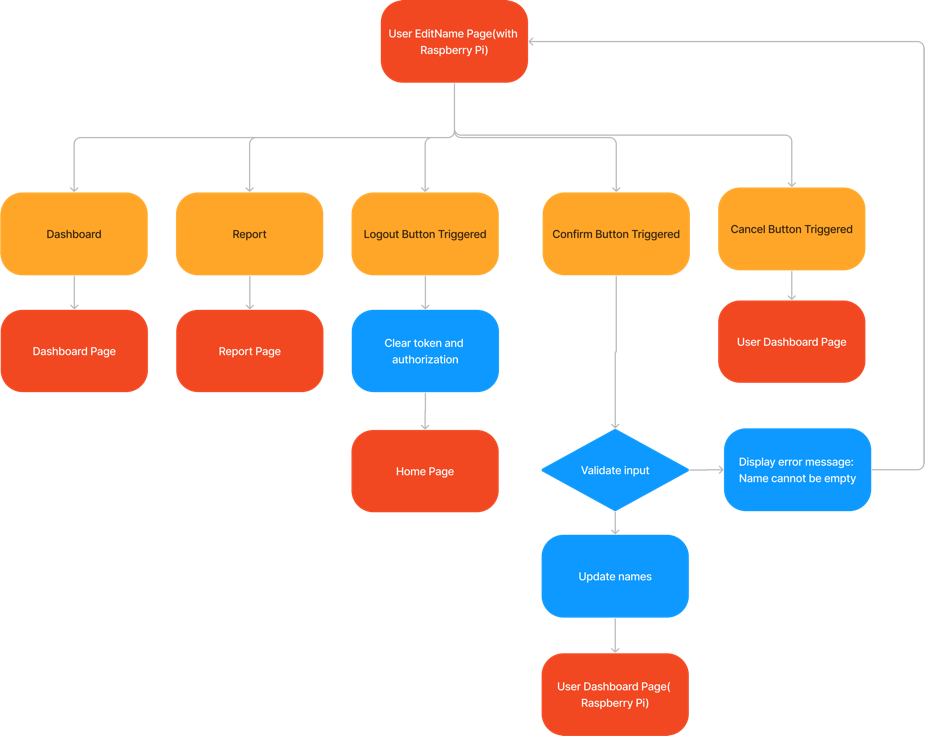 User EditName Page(with
Raspberry Pi)
Dashboard
Report
Logout Button Triggered
Confirm Button Triggered
Cancel Button Triggered
Dashboard Page
Report Page
Clear token and
authorization
User Dashboard Page
Home Page
Validate input
Display error message:
Name cannot be empty
Update names
User Dashboard Page(
Raspberry Pi)